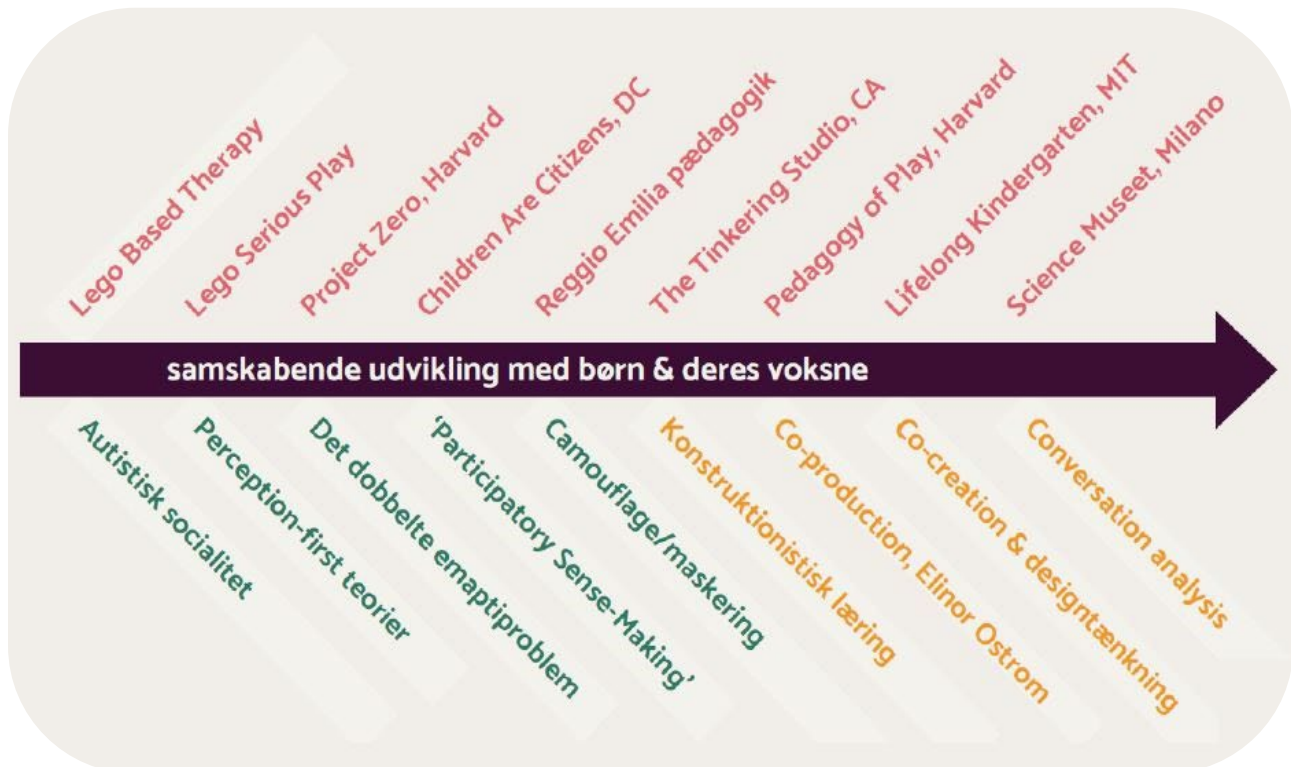 Lego Based Therapy
Lego Serious Play
Project Zero, Harvard
Children Are Citizens, DC
Reggio Emilia pædagogik
The Tinkering Studio, CA
Pedagogy of Play, Harvard
Lifelong Kindergarten, MIT
Science Museet, Milano
samskabende udvikling med børn & deres voksne
Autistisk socialitet
Perception-first teorier
Det dobbelte emaptiproblem
‘Participatory Sense-Making’
Camouflage/maskering
Konstruktionistisk læring
Co-production, Elinor Ostrom
Co-creation & designtænkning
Conversation analysis